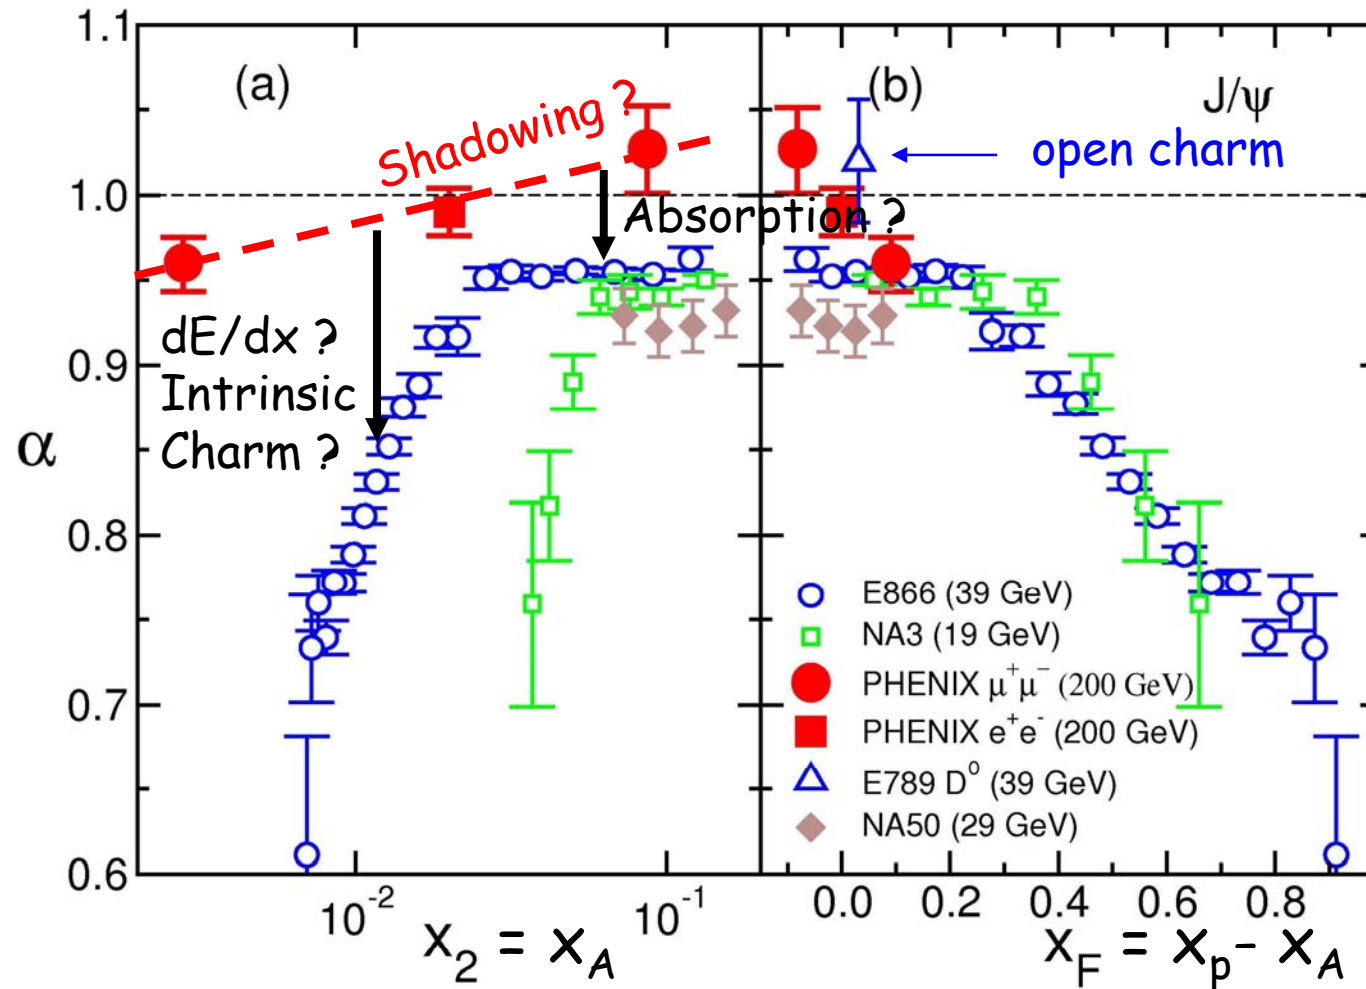 1.1
1.0
0.9
0.8
0.7
0.6
α
(a)
Shadowing ?
Absorption ?
dE/dx ?
Intrinsic
Charm ?
10⁻²
10⁻¹
X₂ = x_A
(b)
J/ψ
open charm
E866 (39 GeV)
NA3 (19 GeV)
PHENIX μ⁺μ⁻ (200 GeV)
PHENIX e⁺e⁻ (200 GeV)
E789 D⁰ (39 GeV)
NA50 (29 GeV)
0.0 0.2 0.4 0.6 0.8
X_F = x_p - x_A